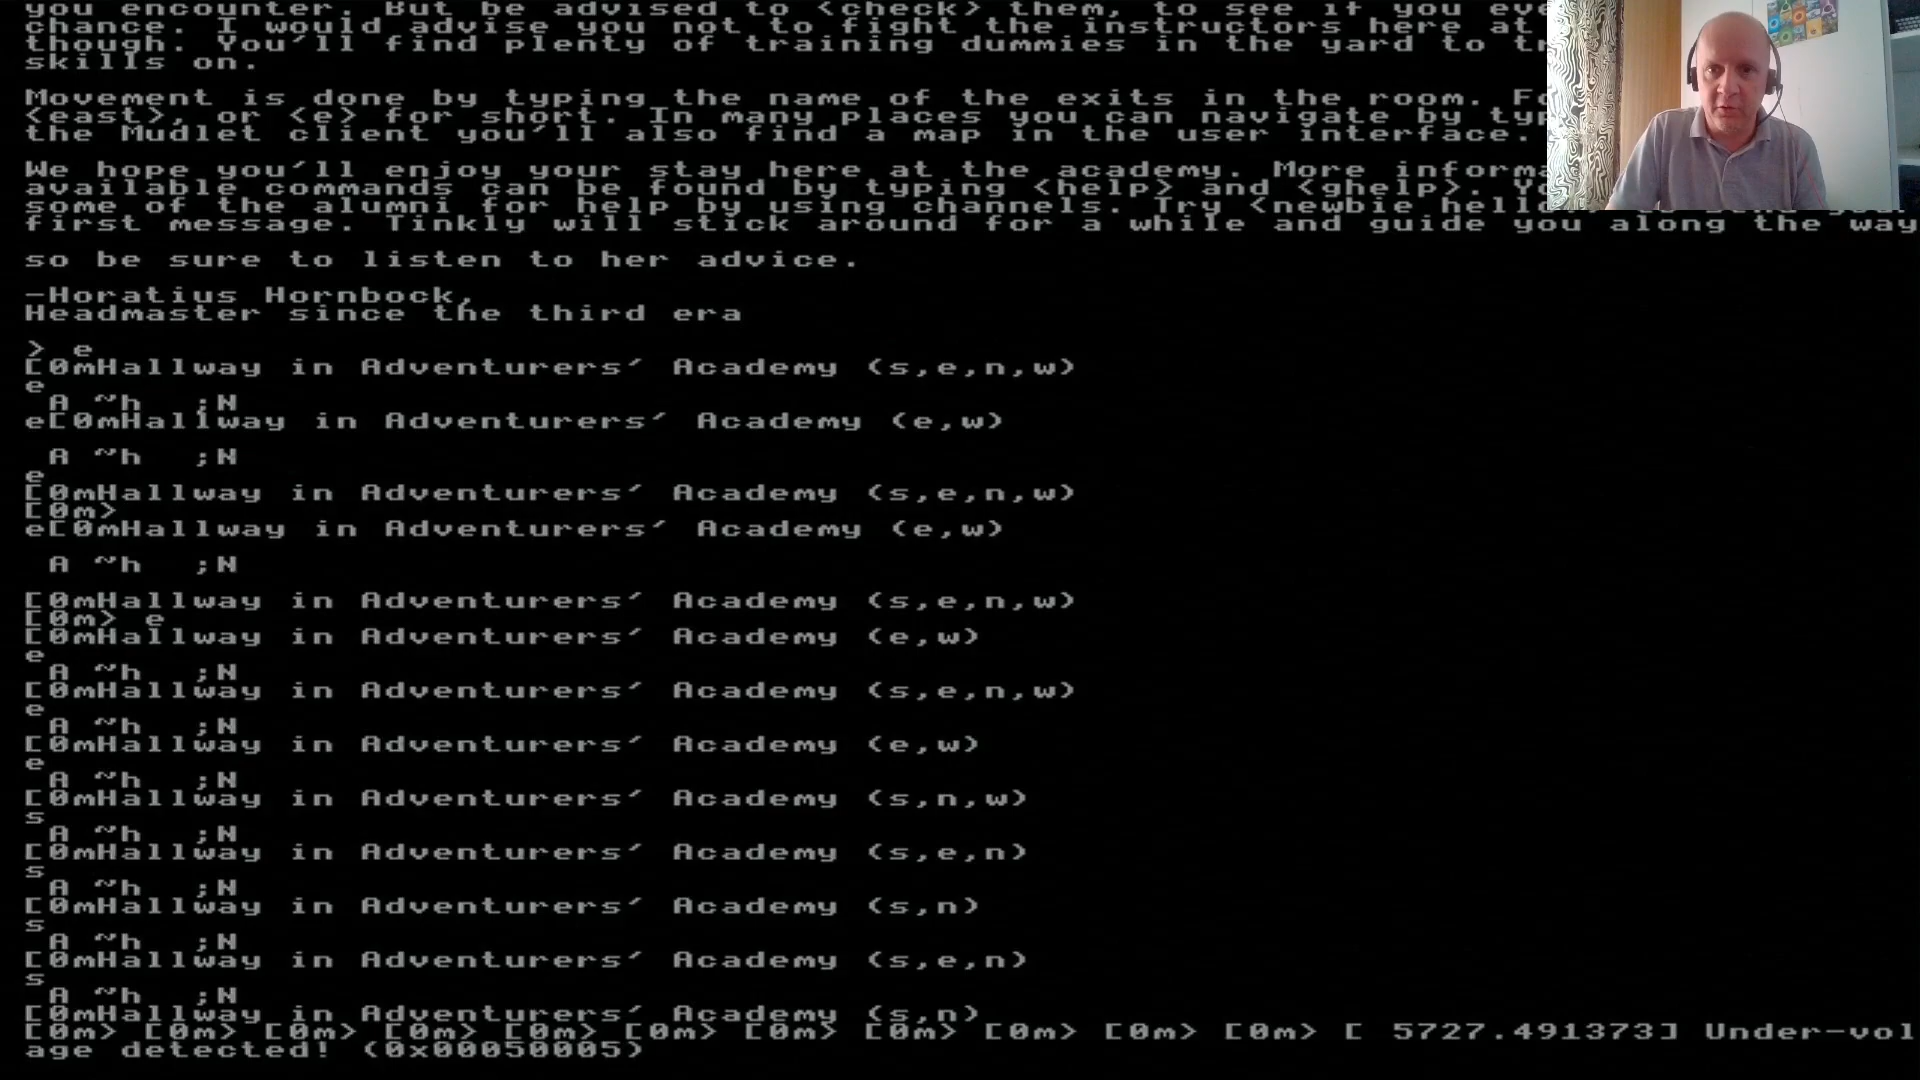 you encounter. But be advised to <check> them, to see if you eve
chance. I would advise you not to fight the instructors here at
though. You'll find plenty of training dummies in the yard to tr
skills on.
Movement is done by typing the name of the exits in the room. Fo
<east>, or <e> for short. In many places you can navigate by typ
the Mudlet client you'll also find a map in the user interface.
We hope you'll enjoy your stay here at the academy. More informa
available commands can be found by typing <help> and <ghelp>. Yo
some of the alumni for help by using channels. Try <newbie hello
first message. Tinkly will stick around for a while and guide you along the way
so be sure to listen to her advice.
-Horatius Hornbock,
Headmaster since the third era
> e
[0mHallway in Adventurers' Academy (s,e,n,w)
e
A ~h ;N
e[0mHallway in Adventurers' Academy (e,w)
A ~h ;N
e
[0mHallway in Adventurers' Academy (s,e,n,w)
[0m>
e[0mHallway in Adventurers' Academy (e,w)
A ~h ;N
[0mHallway in Adventurers' Academy (s,e,n,w)
[0m> e
[0mHallway in Adventurers' Academy (e,w)
e
A ~h ;N
[0mHallway in Adventurers' Academy (s,e,n,w)
e
A ~h ;N
[0mHallway in Adventurers' Academy (e,w)
e
A ~h ;N
[0mHallway in Adventurers' Academy (s,n,w)
s
A ~h ;N
[0mHallway in Adventurers' Academy (s,e,n)
s
A ~h ;N
[0mHallway in Adventurers' Academy (s,n)
s
A ~h ;N
[0mHallway in Adventurers' Academy (s,e,n)
s
A ~h ;N
[0mHallway in Adventurers' Academy (s,n)
[0m> [0m> [0m> [0m> [0m> [0m> [0m> [0m> [0m> [0m> [0m> [ 5727.491373] Under-vol
age detected! (0x00050005)